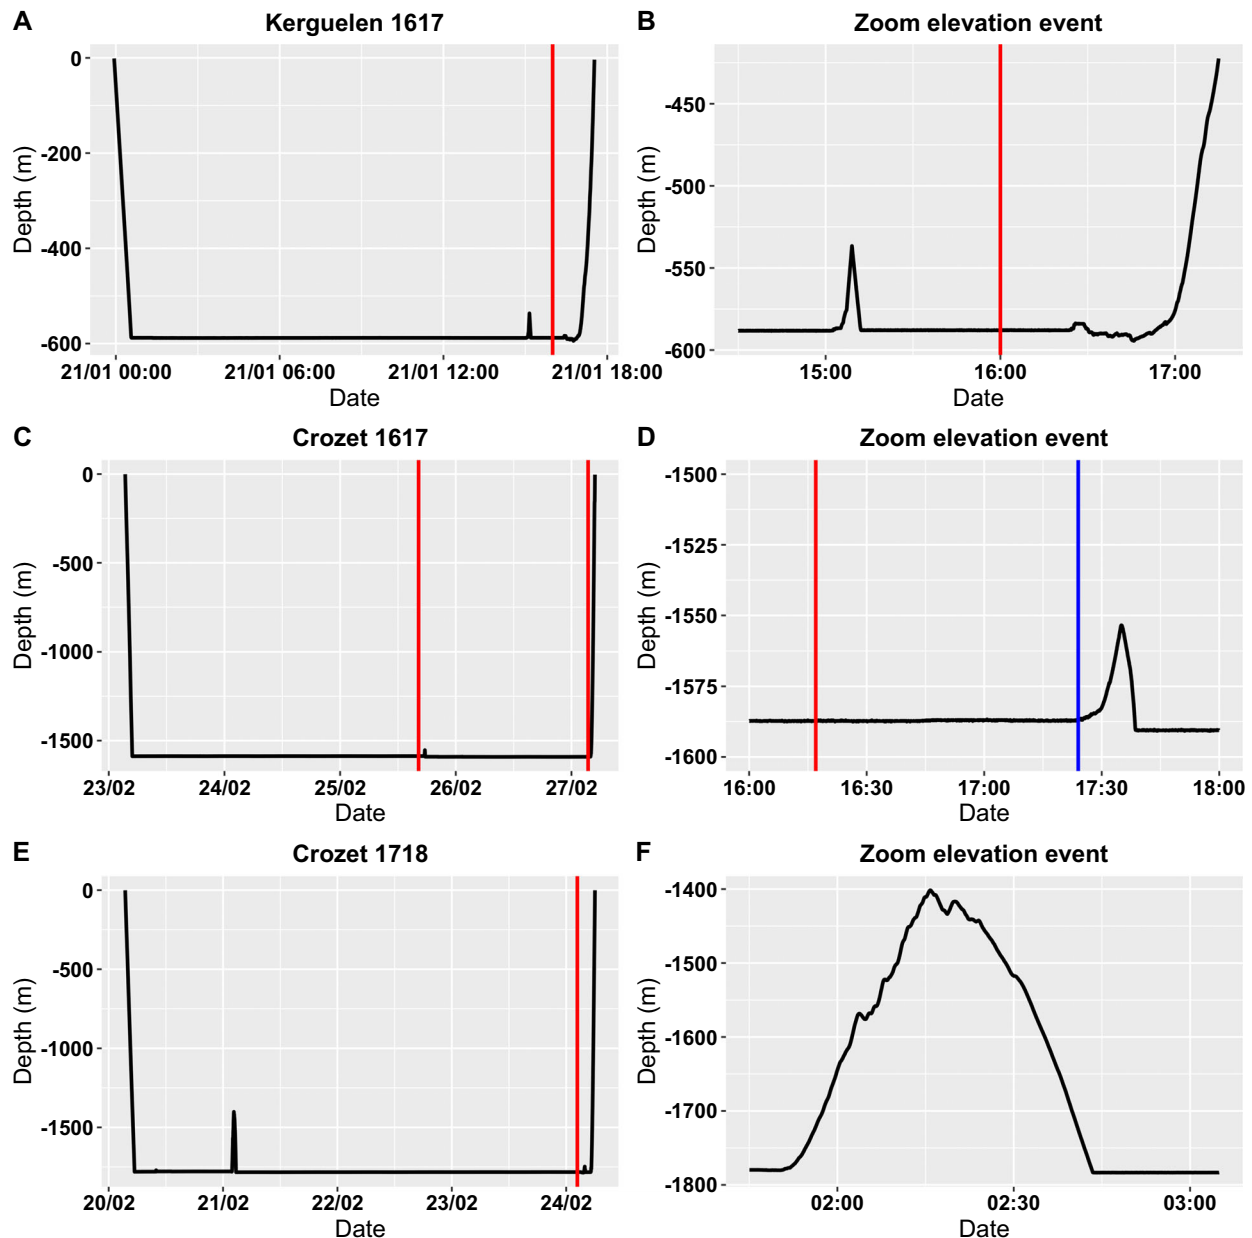 A
Kerguelen 1617
0
-200
-400
-600
Depth (m)
21/01 00:00
21/01 06:00
21/01 12:00
21/01 18:00
Date
B
Zoom elevation event
-450
-500
-550
-600
Depth (m)
15:00
16:00
17:00
Date
C
Crozet 1617
0
-500
-1000
-1500
Depth (m)
23/02
24/02
25/02
26/02
27/02
Date
D
Zoom elevation event
-1500
-1525
-1550
-1575
-1600
Depth (m)
16:00
16:30
17:00
17:30
18:00
Date
E
Crozet 1718
0
-500
-1000
-1500
Depth (m)
20/02
21/02
22/02
23/02
24/02
Date
F
Zoom elevation event
-1400
-1500
-1600
-1700
-1800
Depth (m)
02:00
02:30
03:00
Date